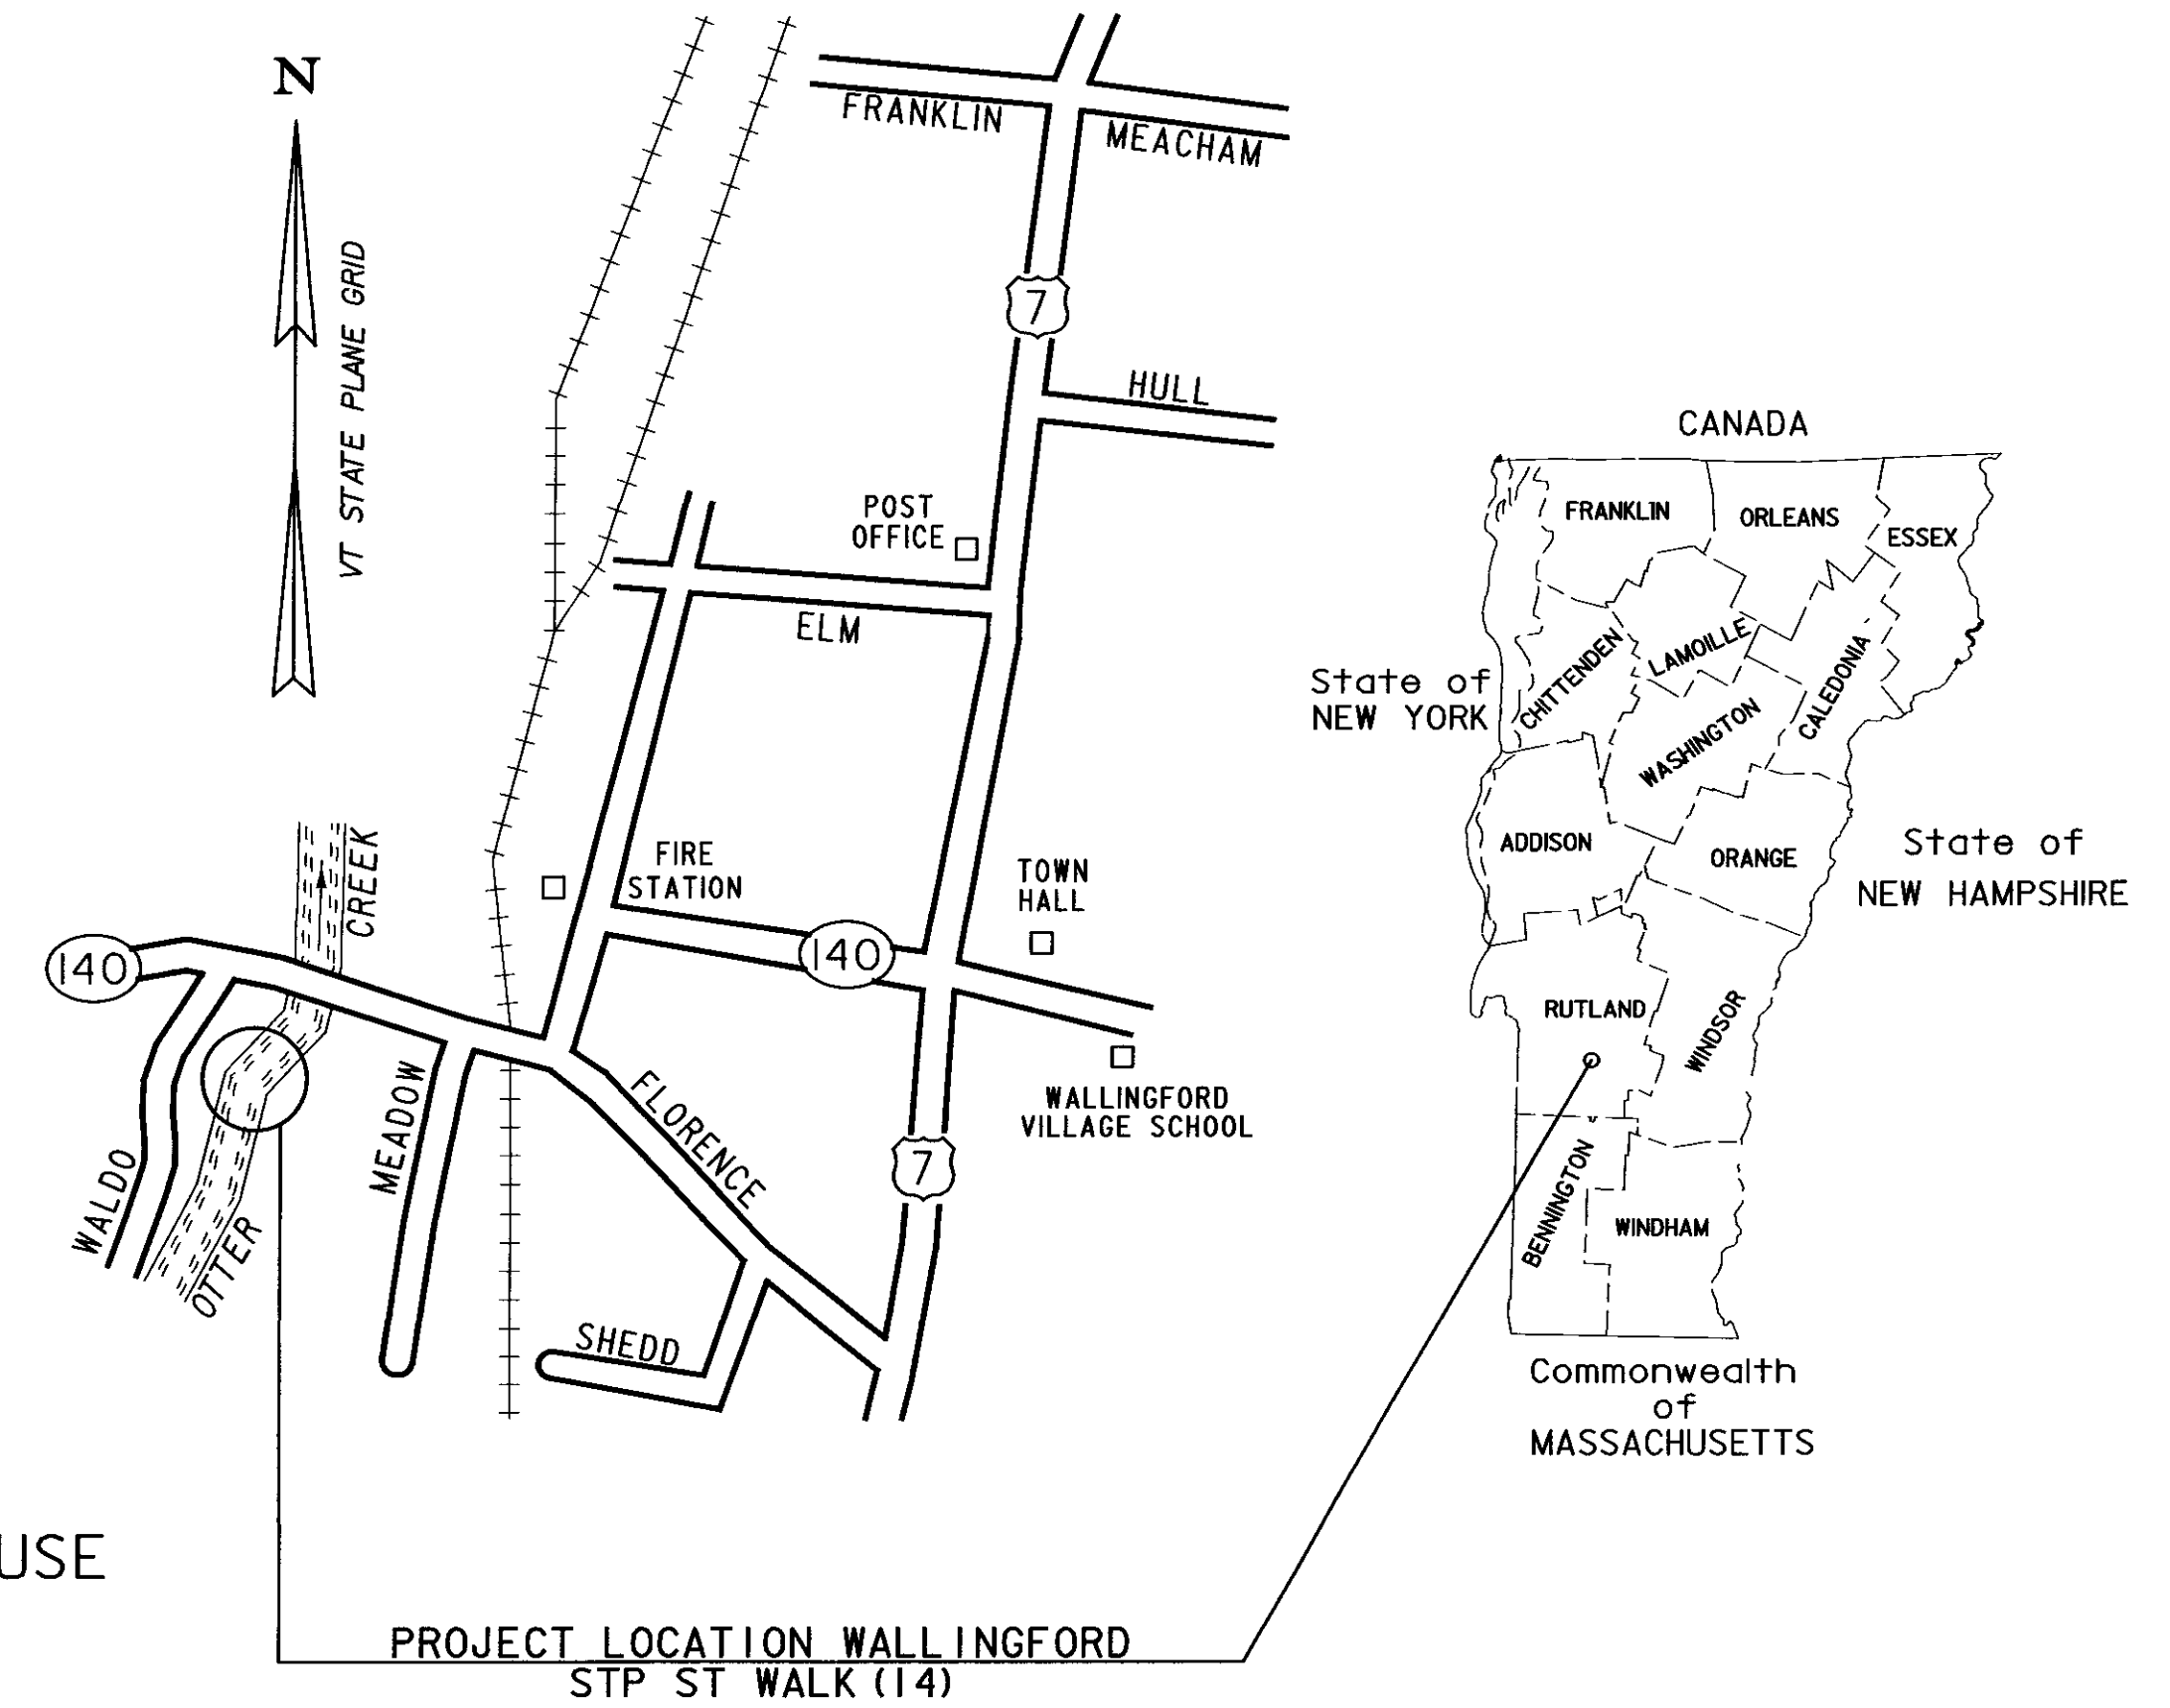 N
VT STATE PLANE GRID
FRANKLIN
MEACHAM
7
HULL
POST
OFFICE
ELM
FIRE
STATION
TOWN
HALL
CREEK
140
140
WALLINGFORD
VILLAGE SCHOOL
MEADOW
FLORENCE
7
WALDO
OTTER
SHEDD
CANADA
FRANKLIN
ORLEANS
ESSEX
State of
NEW YORK
CHITTENDEN
LAMOILLE
CALEDONIA
WASHINGTON
ADDISON
ORANGE
State of
NEW HAMPSHIRE
RUTLAND
WINDSOR
BENNINGTON
WINDHAM
Commonwealth
of
MASSACHUSETTS
USE
PROJECT LOCATION WALLINGFORD
STP ST WALK (14)